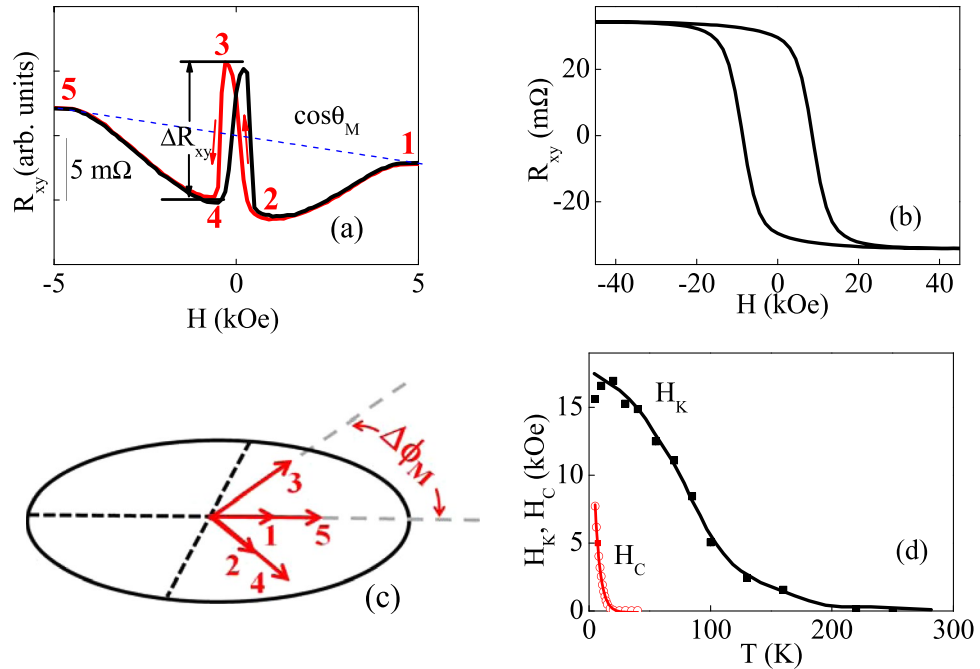 R_xy(arb. units)
3
5
ΔR_xy
cosθ_M
1
5 mΩ
4
2
(a)
-5
0
5
H (kOe)
R_xy (mΩ)
20
0
-20
(b)
-40
-20
0
20
40
H (kOe)
Δϕ_M
3
1
5
2
4
(c)
H_K, H_C (kOe)
15
10
5
0
H_K
H_C
(d)
0
100
200
300
T (K)